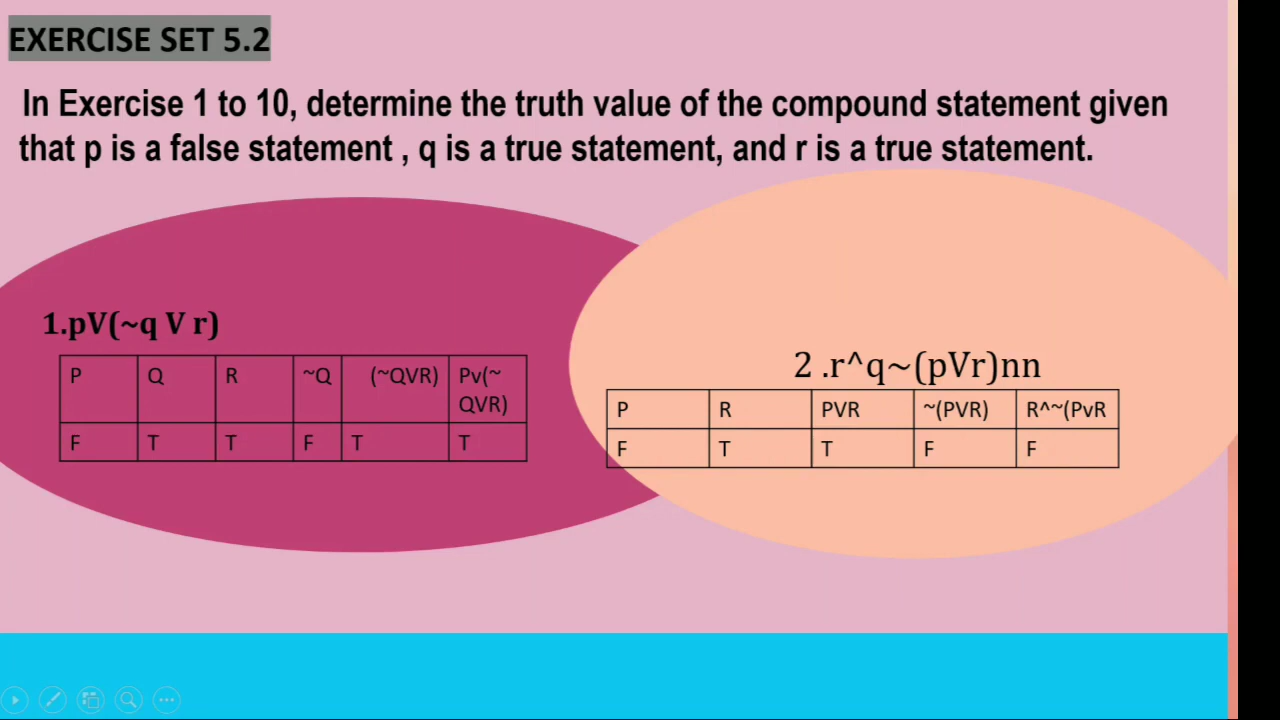 EXERCISE SET 5.2
In Exercise 1 to 10, determine the truth value of the compound statement given
that p is a false statement , q is a true statement, and r is a true statement.
1.pV(~q V r)
P Q R ~Q (~QVR) Pv(~
QVR)
F T T F T T
2 .r^q~(pVr)nn
P R PVR ~(PVR) R^~(PvR
F T T F F